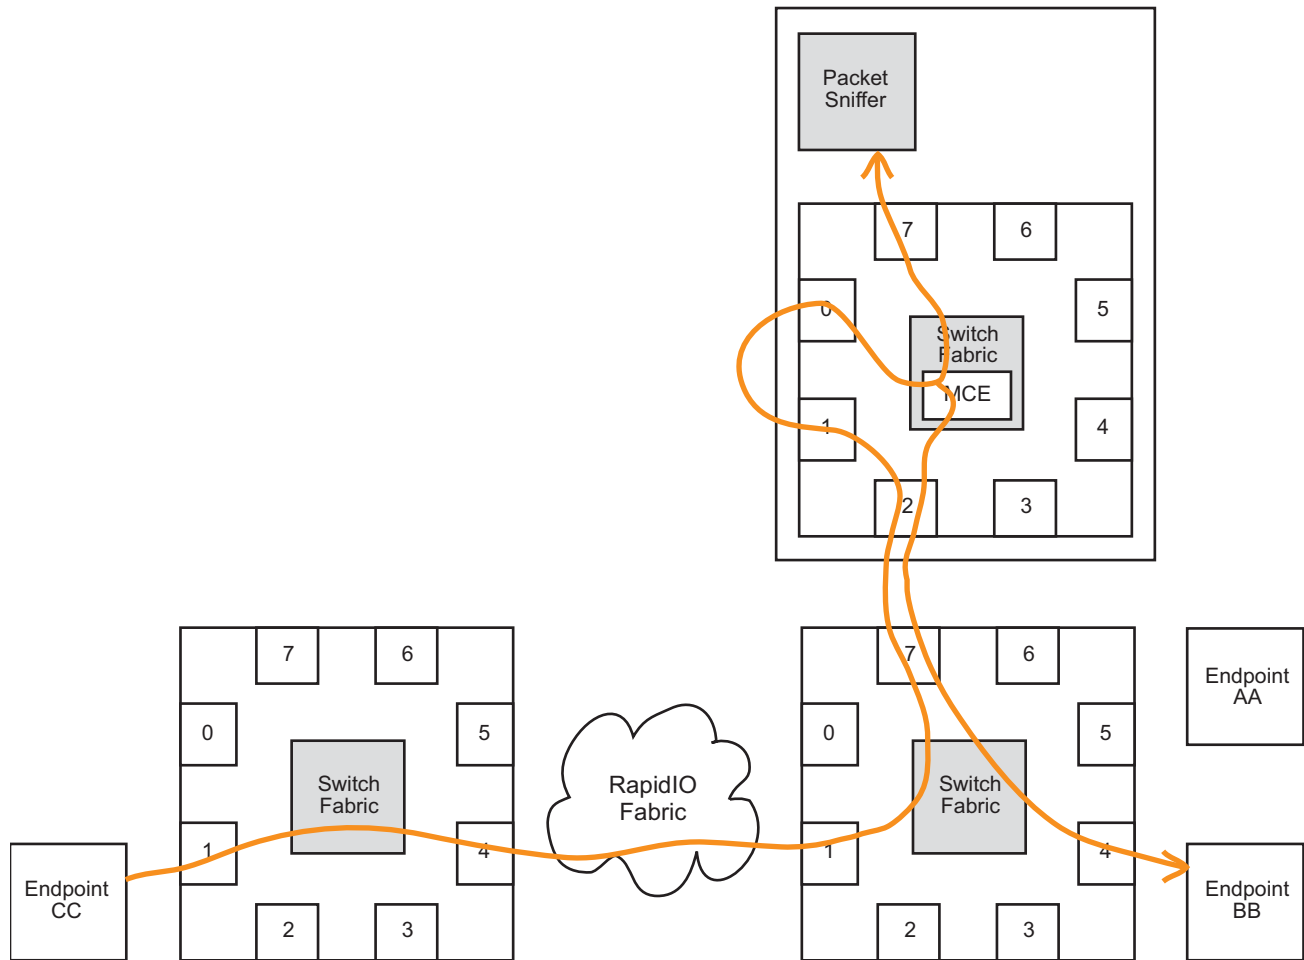 Packet
Sniffer
7
6
0
5
Switch
Fabric
MCE
1
4
2
3
7
6
0
5
Switch
Fabric
1
4
2
3
RapidIO
Fabric
7
6
0
5
Switch
Fabric
1
4
2
3
Endpoint
AA
Endpoint
CC
Endpoint
BB